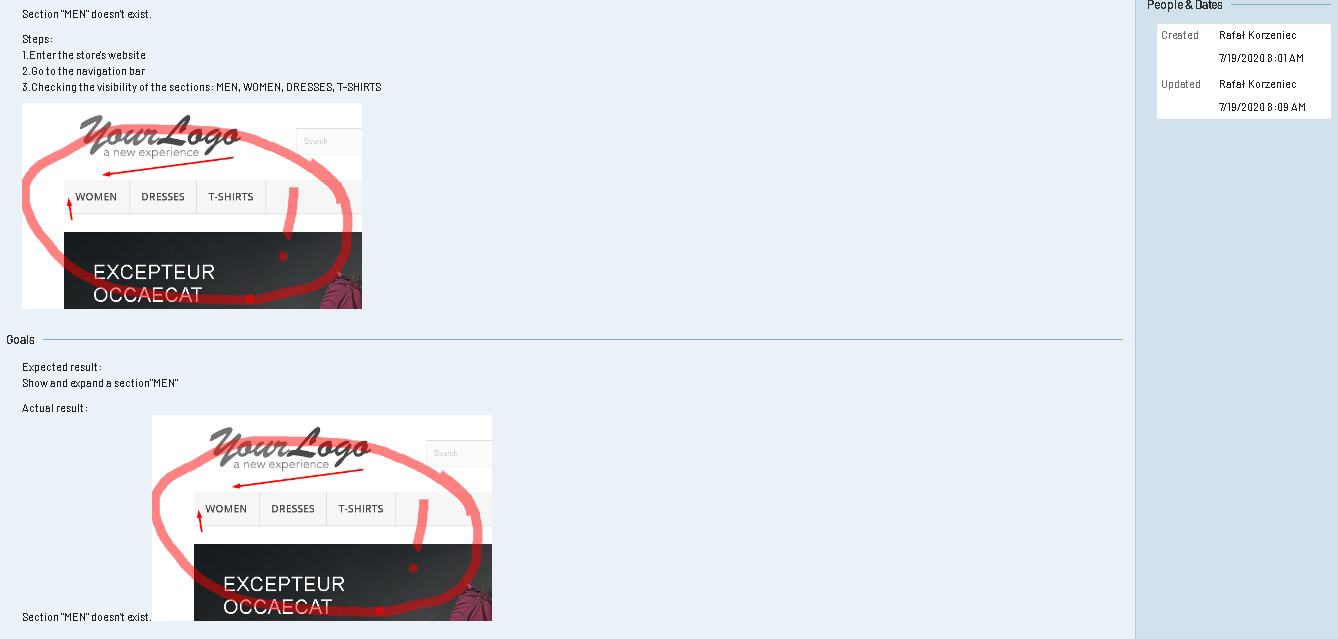 Section "MEN" doesn't exist.
People & Dates
Created Rafał Korzeniec
7/19/2020 8:01 AM
Updated Rafał Korzeniec
7/19/2020 8:09 AM
Steps:
1.Enter the store's website
2.Go to the navigation bar
3.Checking the visibility of the sections: MEN, WOMEN, DRESSES, T-SHIRTS
YourLogo
a new experience
Search
WOMEN DRESSES T-SHIRTS
!
EXCEPTEUR
OCCAECAT
Goals
Expected result:
Show and expand a section"MEN"
Actual result:
YourLogo
a new experience
Search
WOMEN DRESSES T-SHIRTS
!
EXCEPTEUR
OCCAECAT
Section "MEN" doesn't exist.